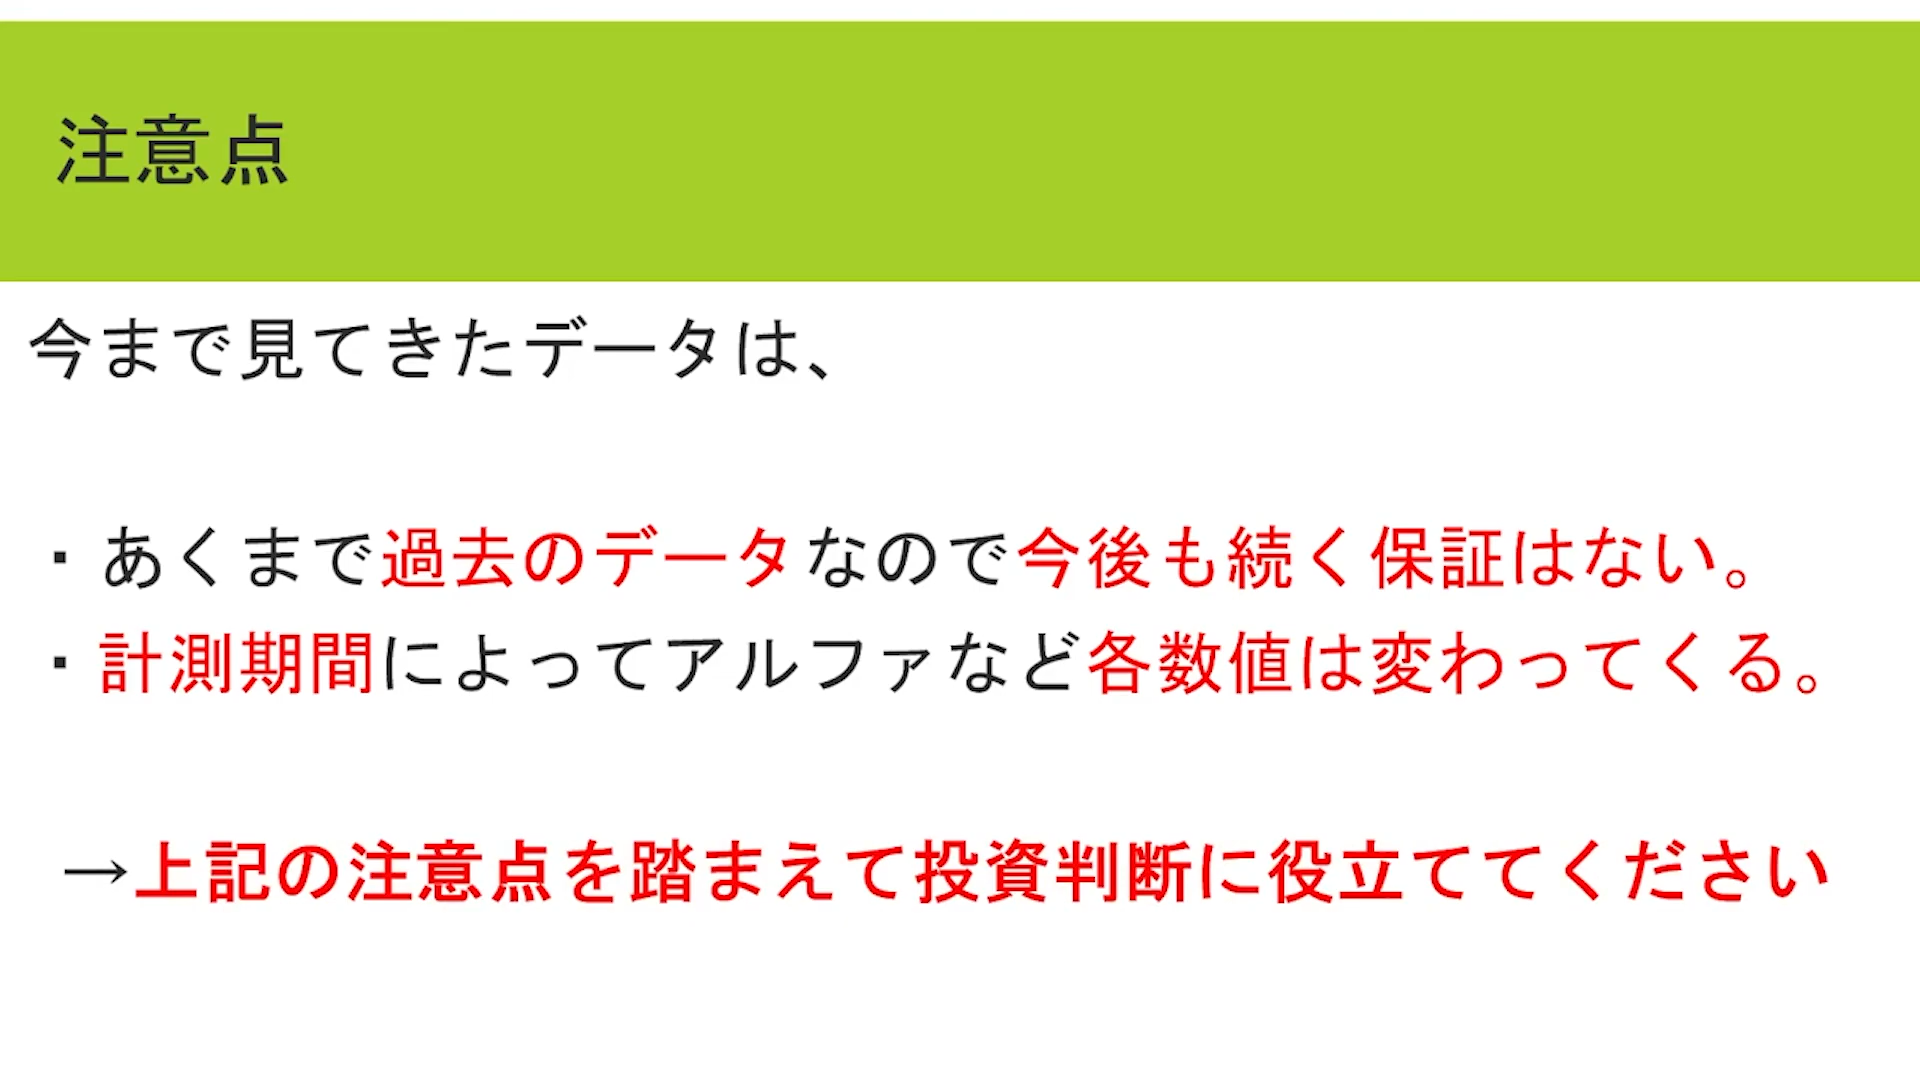 注意点
今まで見てきたデータは、
・あくまで過去のデータなので今後も続く保証はない。
・計測期間によってアルファなど各数値は変わってくる。
→上記の注意点を踏まえて投資判断に役立ててください